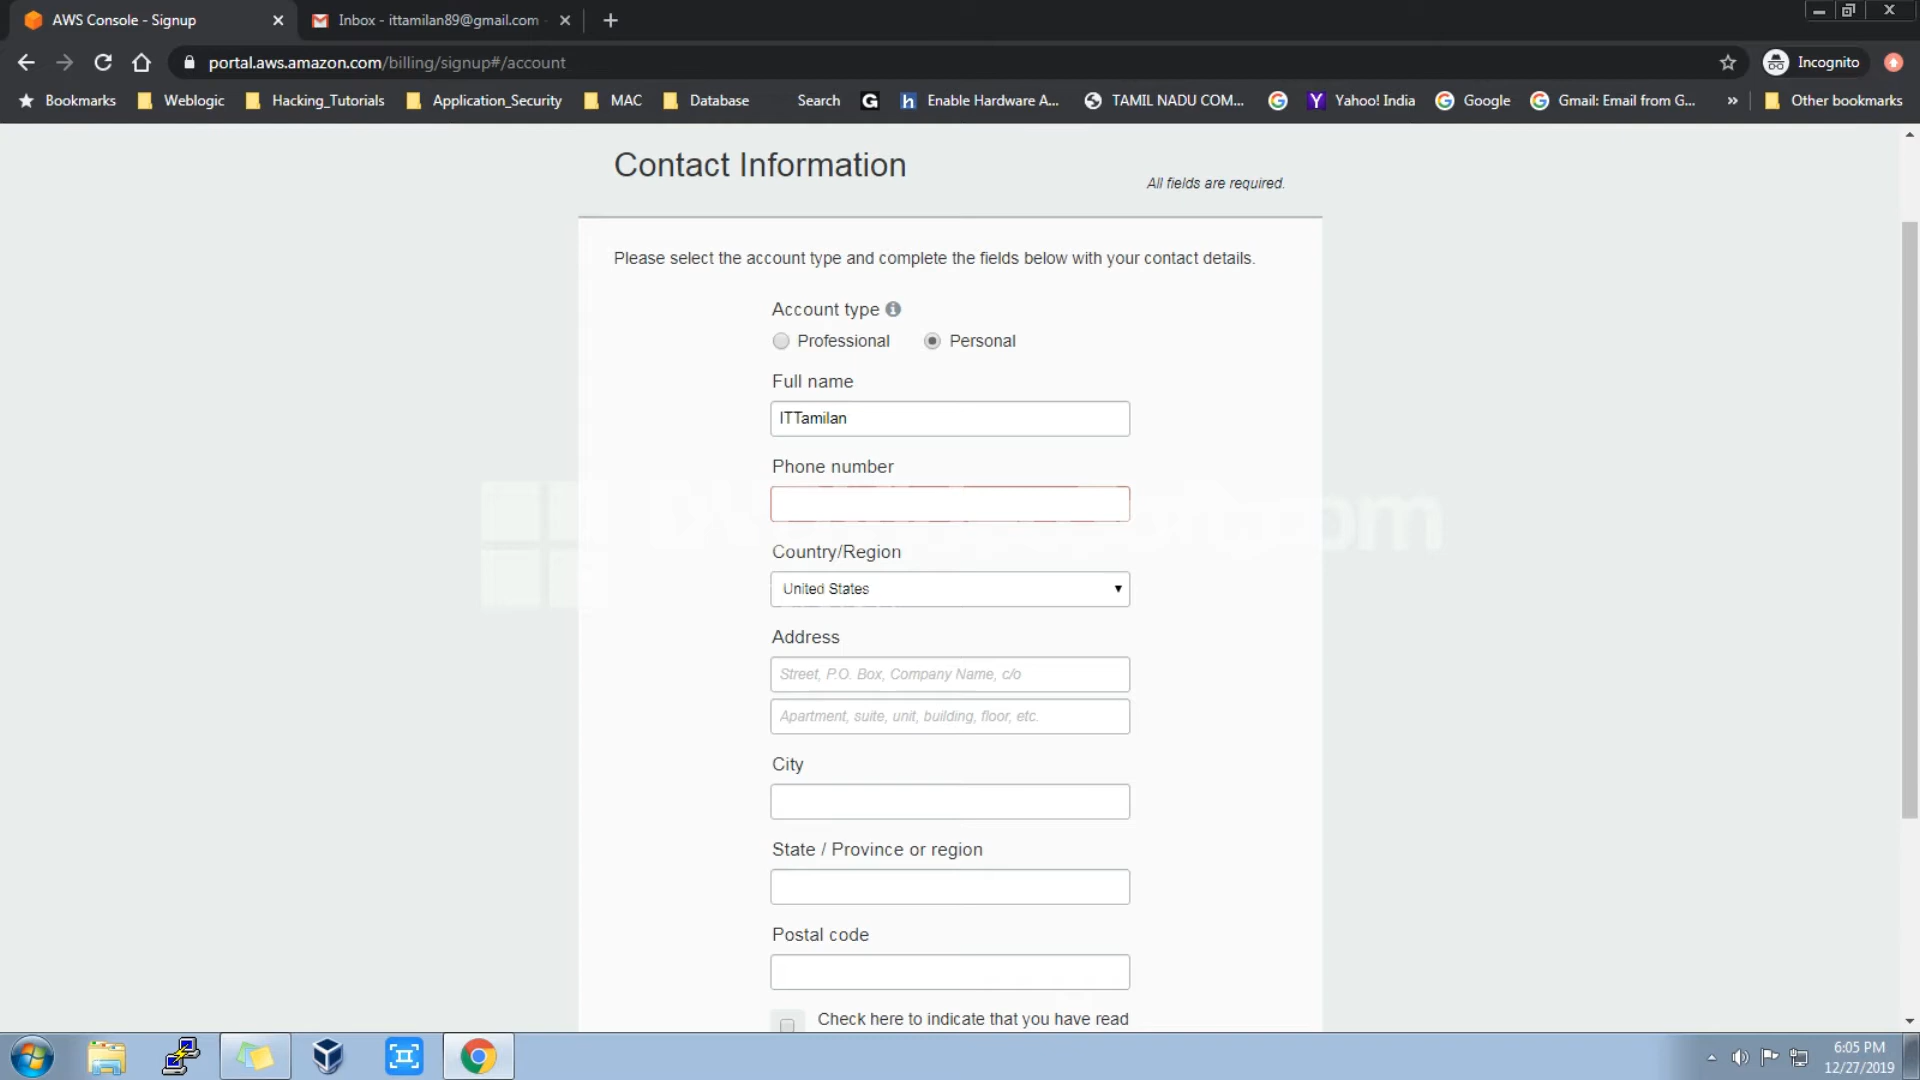 AWS Console - Signup
Inbox - ittamilan89@gmail.com
portal.aws.amazon.com/billing/signup#/account
Incognito
Bookmarks
Weblogic
Hacking_Tutorials
Application_Security
MAC
Database
Search
Enable Hardware A...
TAMIL NADU COM...
Yahoo! India
Google
Gmail: Email from G...
»
Other bookmarks
Contact Information
All fields are required.
Please select the account type and complete the fields below with your contact details.
Account type
Professional
Personal
Full name
ITTamilan
Phone number
Country/Region
United States
Address
Street, P.O. Box, Company Name, c/o
Apartment, suite, unit, building, floor, etc.
City
State / Province or region
Postal code
Check here to indicate that you have read
6:05 PM
12/27/2019